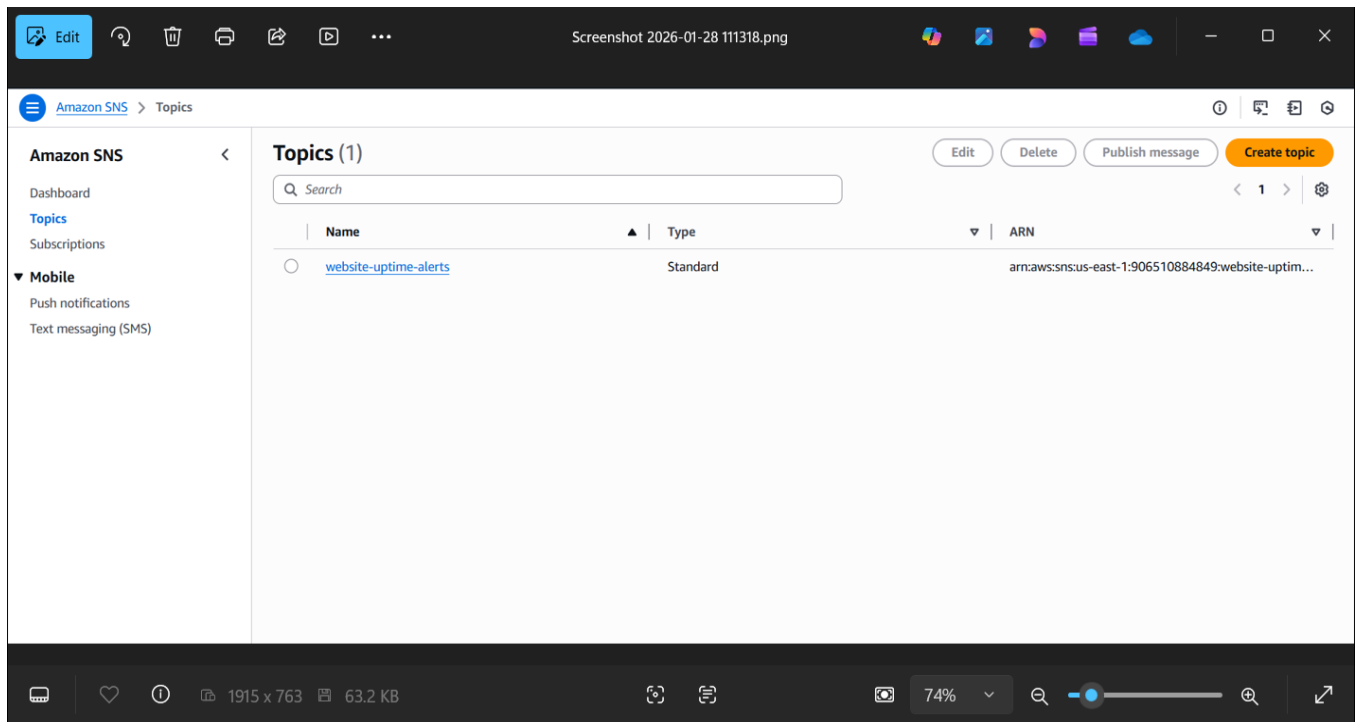 Edit
Screenshot 2026-01-28 111318.png
Amazon SNS > Topics
Amazon SNS
Dashboard
Topics
Subscriptions
Mobile
Push notifications
Text messaging (SMS)
Topics (1)
Edit
Delete
Publish message
Create topic
Search
1
Name
Type
ARN
website-uptime-alerts
Standard
arn:aws:sns:us-east-1:906510884849:website-uptim...
1915 x 763
63.2 KB
74%